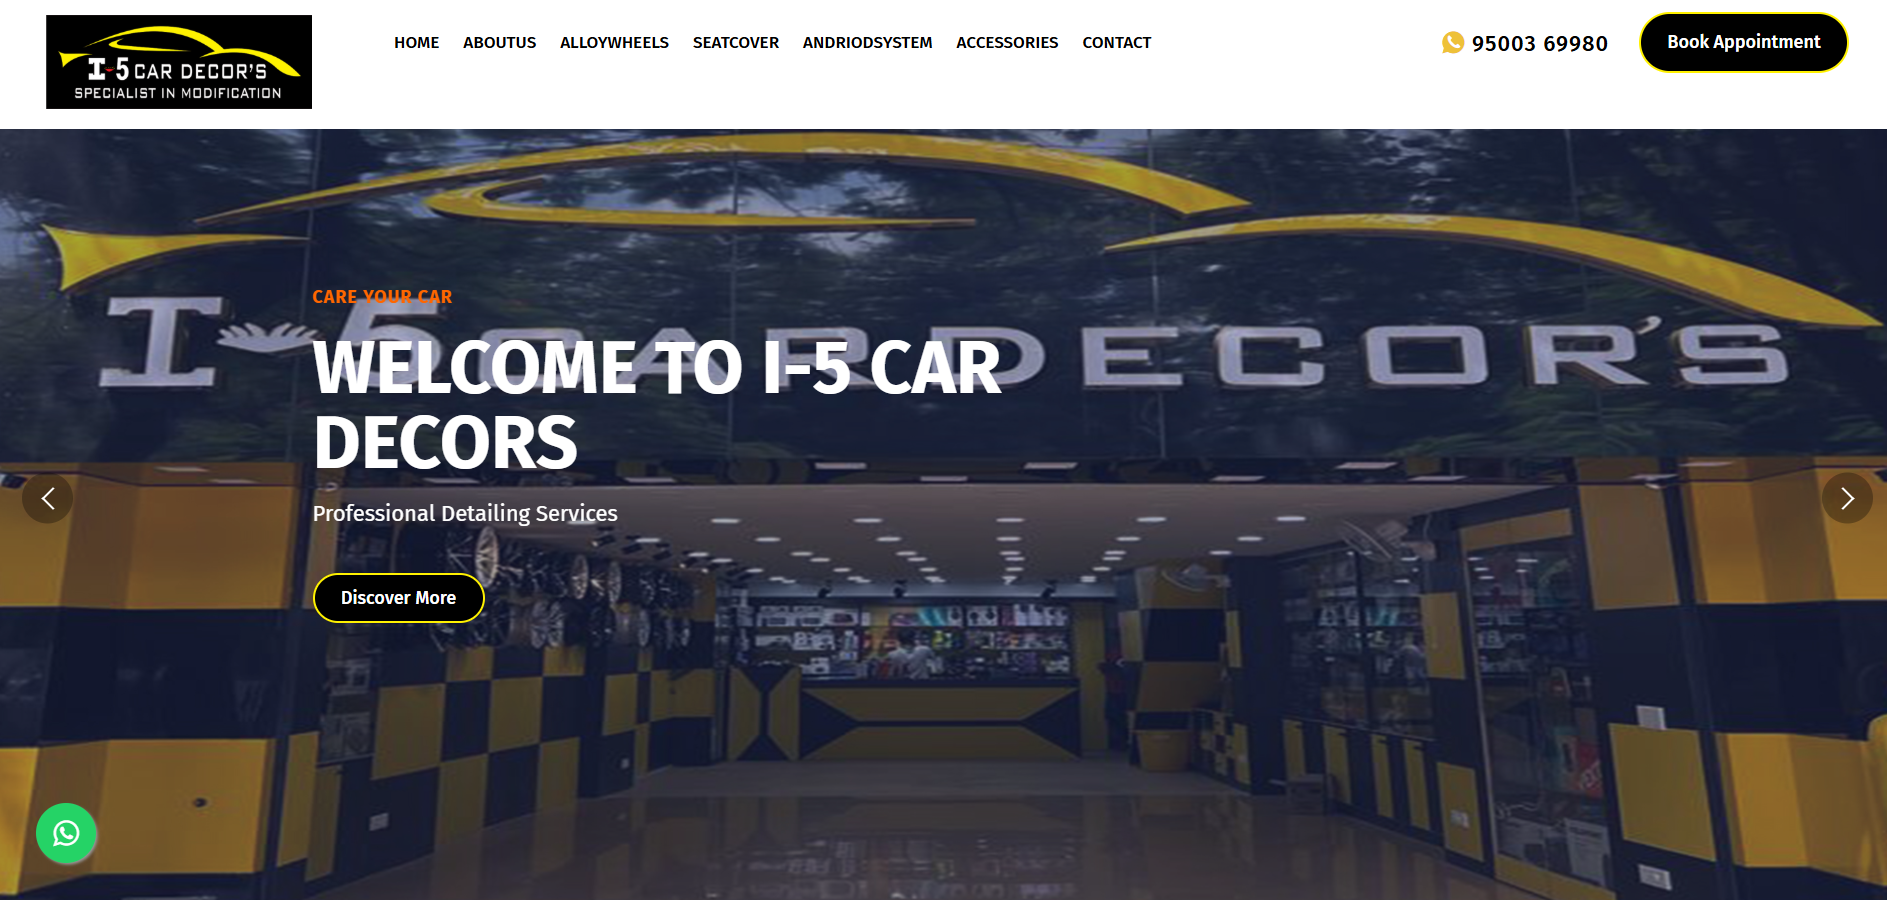 I-5 CAR DECOR'S
SPECIALIST IN MODIFICATION
HOME ABOUTUS ALLOYWHEELS SEATCOVER ANDRIODSYSTEM ACCESSORIES CONTACT
95003 69980
Book Appointment
I-5 CAR DECOR'S
CARE YOUR CAR
WELCOME TO I-5 CAR
DECORS
Professional Detailing Services
Discover More